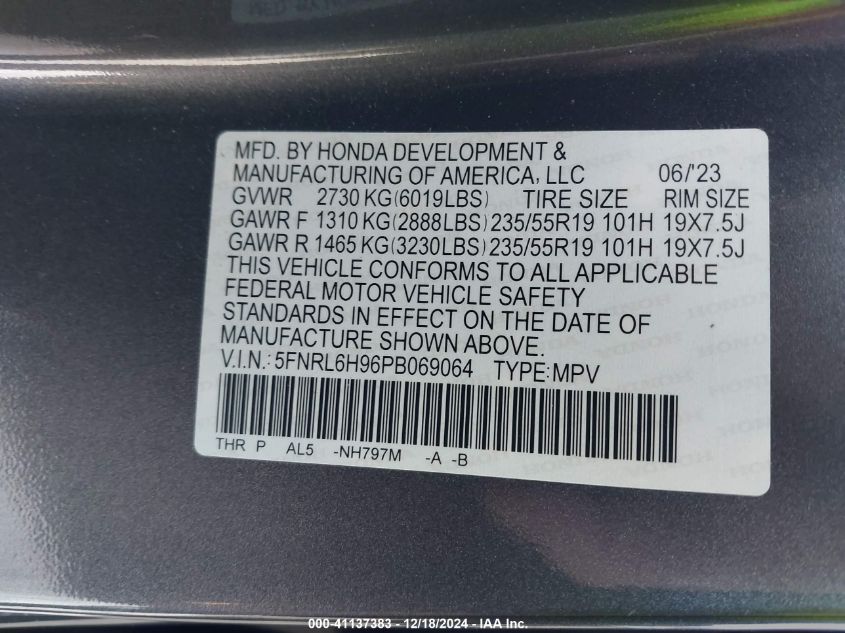 MFD. BY HONDA DEVELOPMENT &
MANUFACTURING OF AMERICA, LLC 06/'23
GVWR 2730 KG(6019LBS) TIRE SIZE RIM SIZE
GAWR F 1310 KG(2888LBS) 235/55R19 101H 19X7.5J
GAWR R 1465 KG(3230LBS) 235/55R19 101H 19X7.5J
THIS VEHICLE CONFORMS TO ALL APPLICABLE
FEDERAL MOTOR VEHICLE SAFETY
STANDARDS IN EFFECT ON THE DATE OF
MANUFACTURE SHOWN ABOVE.
V.I.N.: 5FNRL6H96PB069064 TYPE:MPV
THR P AL5 -NH797M -A -B
000-41137383 - 12/18/2024 - IAA Inc.